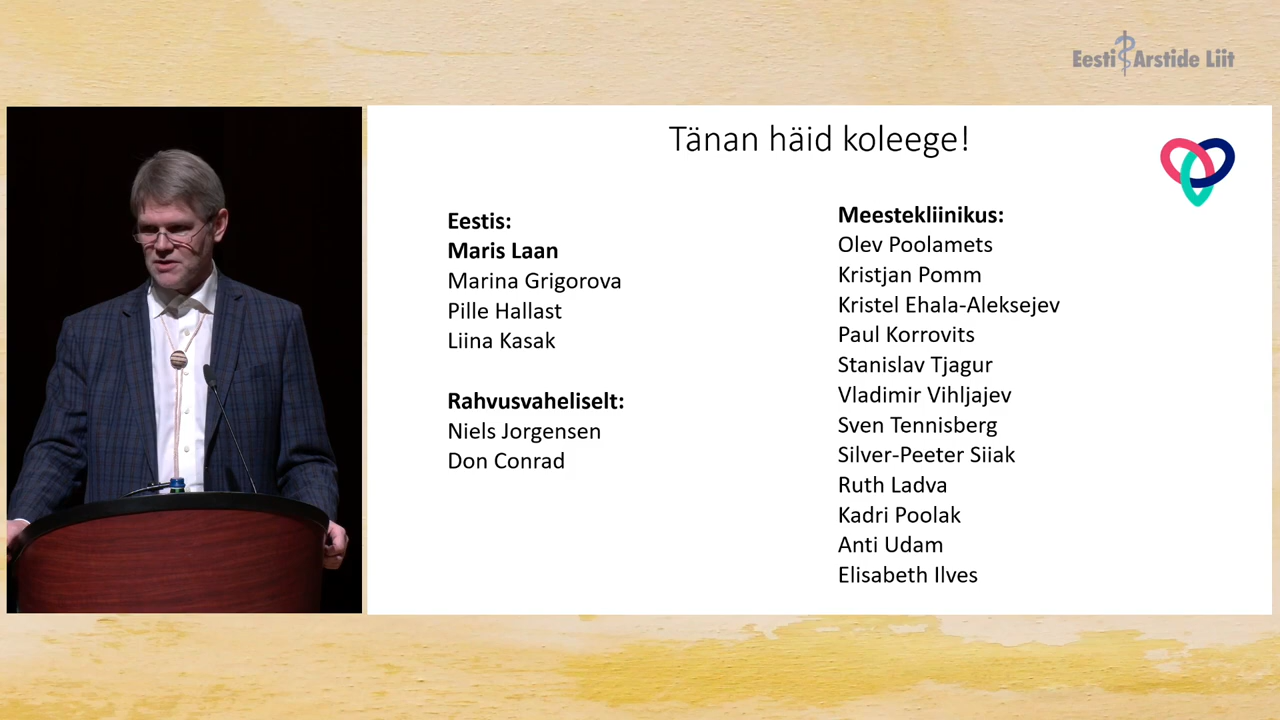 Eesti Arstide Liit
Tänan häid koleege!
Eestis:
Maris Laan
Marina Grigorova
Pille Hallast
Liina Kasak
Rahvusvaheliselt:
Niels Jorgensen
Don Conrad
Meestekliinikus:
Olev Poolamets
Kristjan Pomm
Kristel Ehala-Aleksejev
Paul Korrovits
Stanislav Tjagur
Vladimir Vihljajev
Sven Tennisberg
Silver-Peeter Siiak
Ruth Ladva
Kadri Poolak
Anti Udam
Elisabeth Ilves